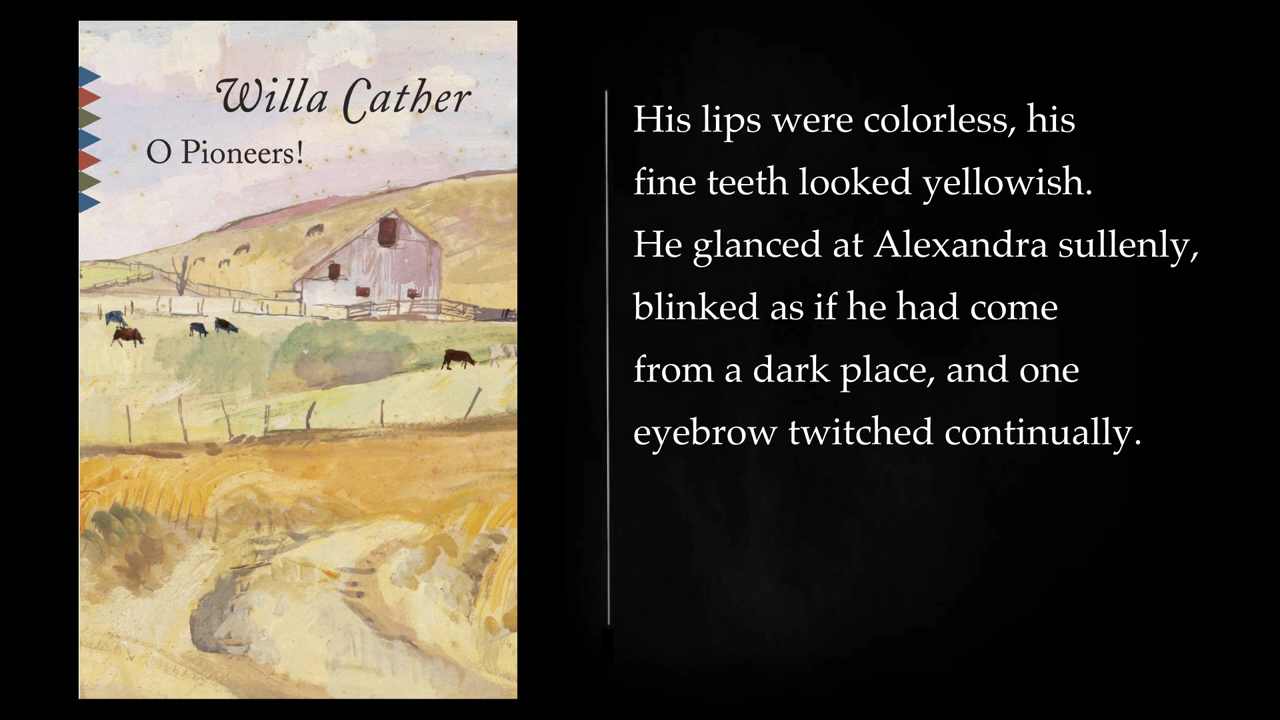 Willa Cather
O Pioneers!
His lips were colorless, his
fine teeth looked yellowish.
He glanced at Alexandra sullenly,
blinked as if he had come
from a dark place, and one
eyebrow twitched continually.